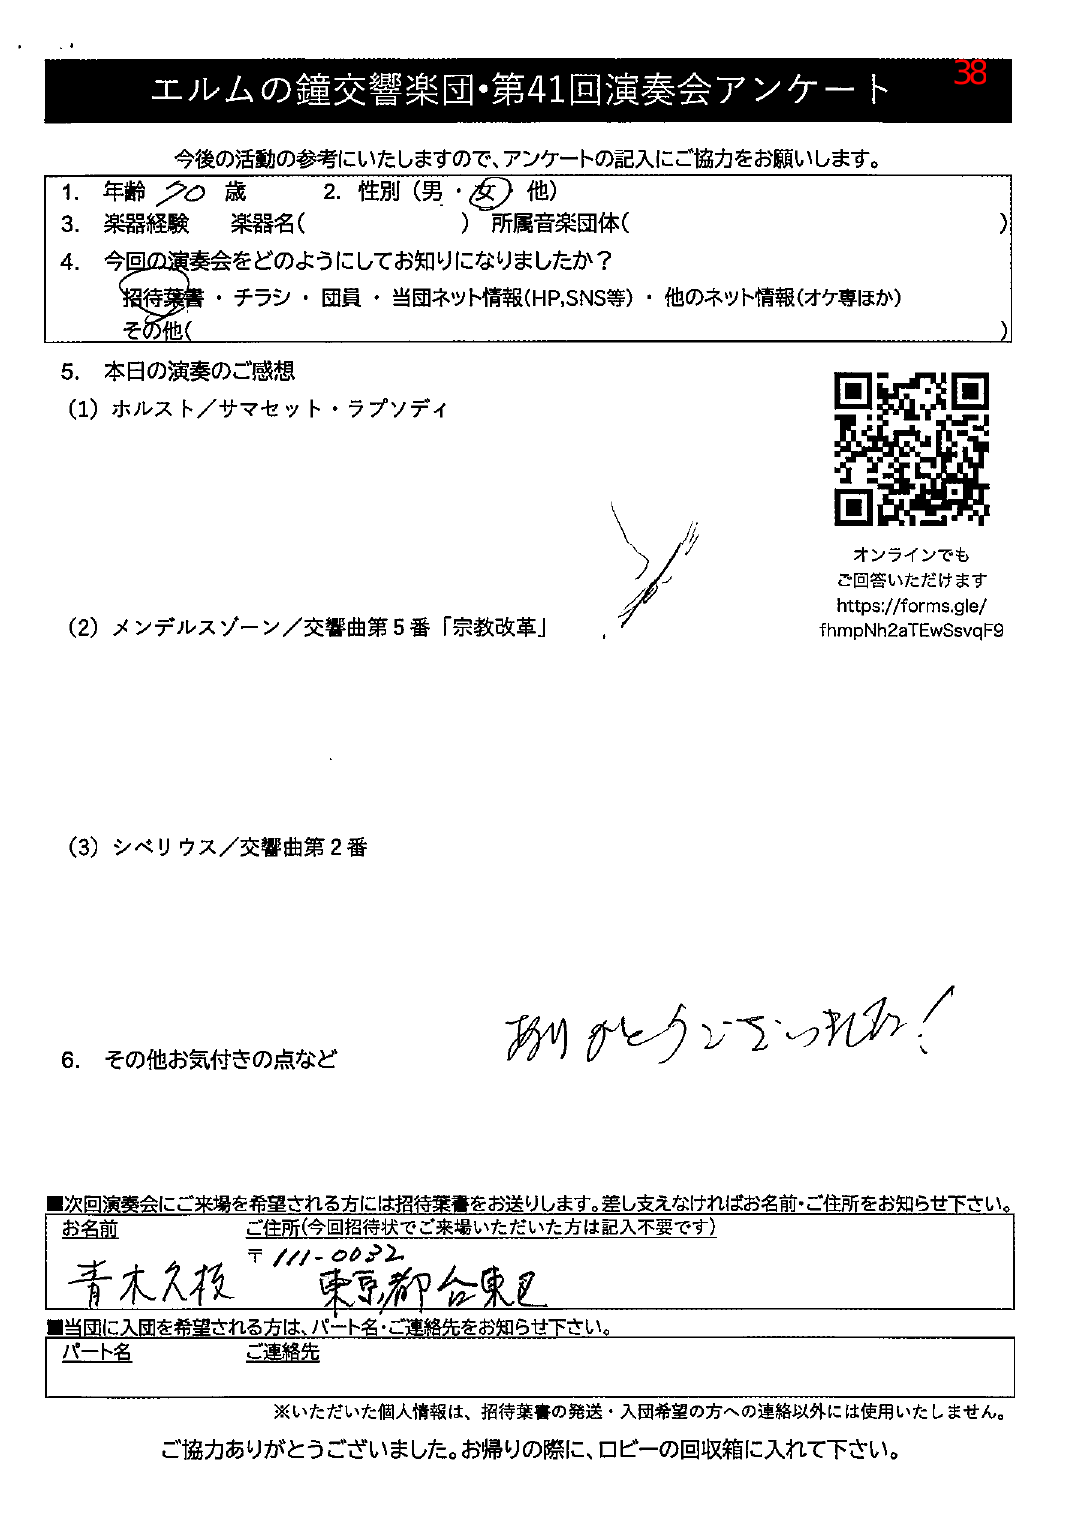 38
エルムの鐘交響楽団・第41回演奏会アンケート
今後の活動の参考にいたしますので、アンケートの記入にご協力をお願いします。
1. 年齢 70 歳 2. 性別（男・女・他）
3. 楽器経験 楽器名( ) 所属音楽団体( )
4. 今回の演奏会をどのようにしてお知りになりましたか？
招待葉書 ・ チラシ ・ 団員 ・ 当団ネット情報(HP,SNS等) ・ 他のネット情報(オケ専ほか)
その他( )
5. 本日の演奏のご感想
(1) ホルスト／サマセット・ラプソディ
オンラインでも
ご回答いただけます
https://forms.gle/
fhmpNh2aTEwSsvqF9
(2) メンデルスゾーン／交響曲第５番「宗教改革」
(3) シベリウス／交響曲第２番
ありがとうございました！
6. その他お気付きの点など
■次回演奏会にご来場を希望される方には招待葉書をお送りします。差し支えなければお名前・ご住所をお知らせ下さい。
お名前 ご住所(今回招待状でご来場いただいた方は記入不要です)
〒111-0032
青木久枝 東京都台東区
■当団に入団を希望される方は、パート名・ご連絡先をお知らせ下さい。
パート名 ご連絡先
※いただいた個人情報は、招待葉書の発送・入団希望の方への連絡以外には使用いたしません。
ご協力ありがとうございました。お帰りの際に、ロビーの回収箱に入れて下さい。